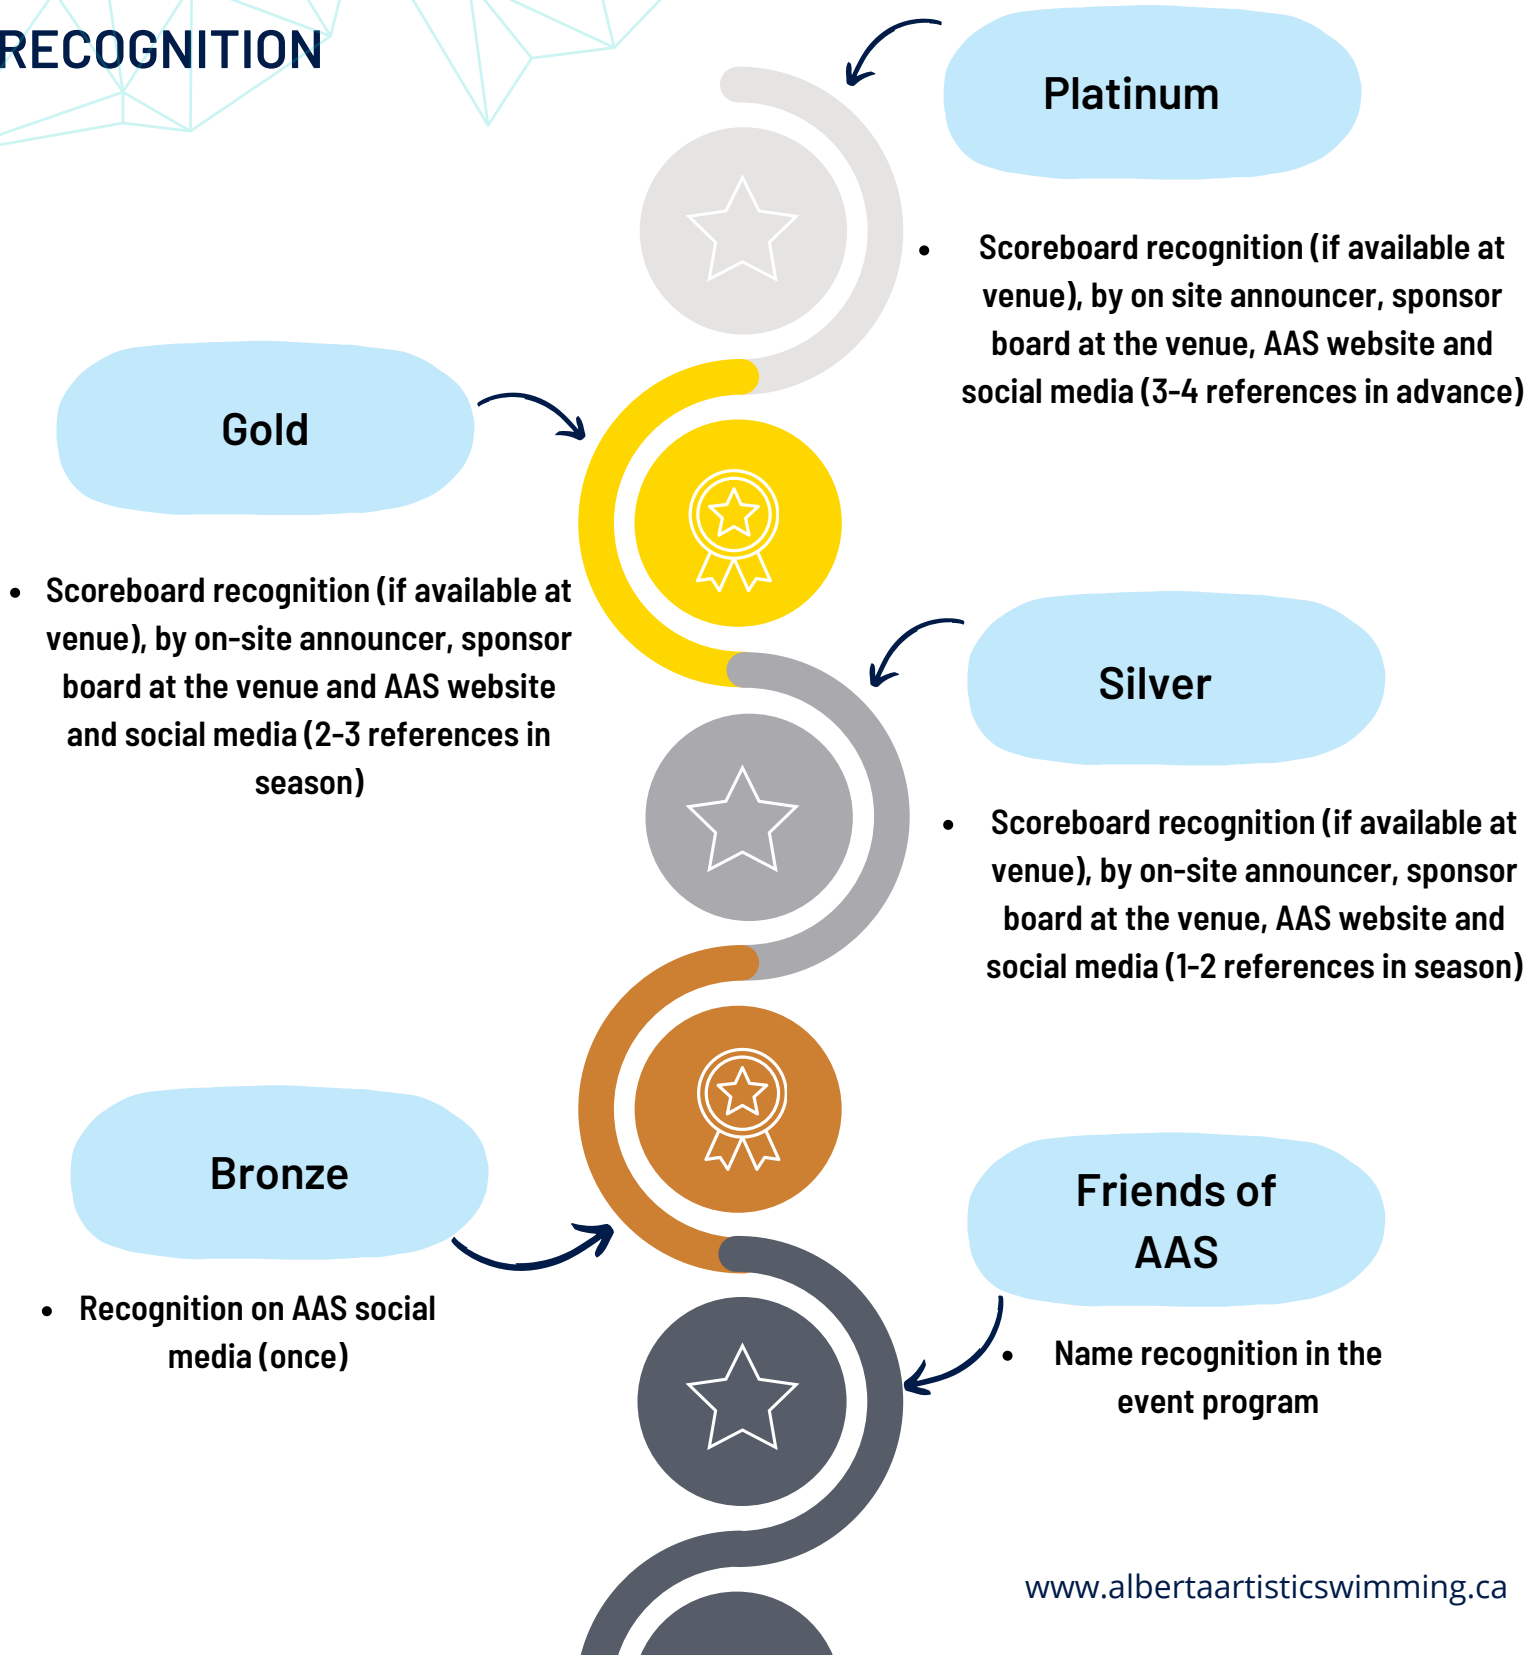 RECOGNITION
Platinum
• Scoreboard recognition (if available at
venue), by on site announcer, sponsor
board at the venue, AAS website and
social media (3-4 references in advance)
Gold
• Scoreboard recognition (if available at
venue), by on-site announcer, sponsor
board at the venue and AAS website
and social media (2-3 references in
season)
Silver
• Scoreboard recognition (if available at
venue), by on-site announcer, sponsor
board at the venue, AAS website and
social media (1-2 references in season)
Bronze
• Recognition on AAS social
media (once)
Friends of
AAS
• Name recognition in the
event program
www.albertaartisticswimming.ca